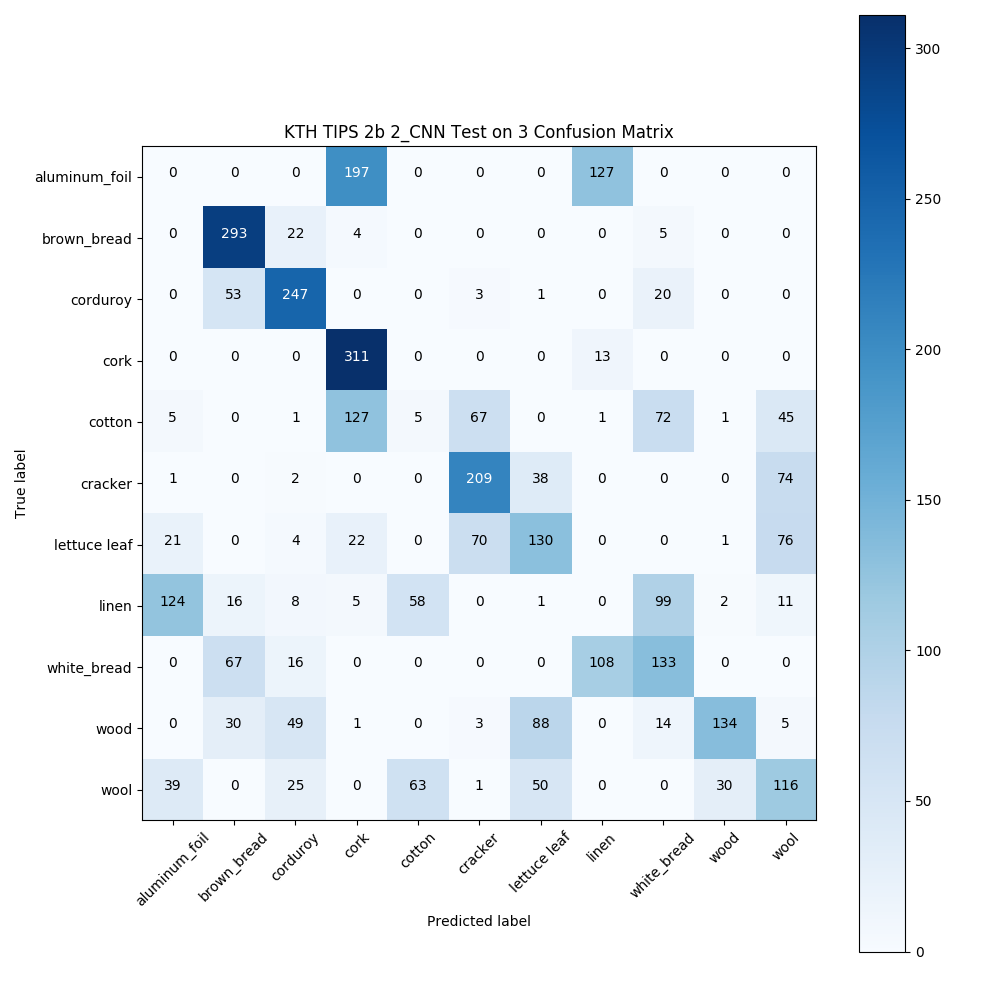 KTH TIPS 2b 2_CNN Test on 3 Confusion Matrix
aluminum_foil 0 0 0 197 0 0 0 127 0 0 0
brown_bread 0 293 22 4 0 0 0 0 5 0 0
corduroy 0 53 247 0 0 3 1 0 20 0 0
cork 0 0 0 311 0 0 0 13 0 0 0
cotton 5 0 1 127 5 67 0 1 72 1 45
cracker 1 0 2 0 0 209 38 0 0 0 74
lettuce leaf 21 0 4 22 0 70 130 0 0 1 76
linen 124 16 8 5 58 0 1 0 99 2 11
white_bread 0 67 16 0 0 0 0 108 133 0 0
wood 0 30 49 1 0 3 88 0 14 134 5
wool 39 0 25 0 63 1 50 0 0 30 116
aluminum_foil brown_bread corduroy cork cotton cracker lettuce leaf linen white_bread wood wool
Predicted label
True label
300
250
200
150
100
50
0